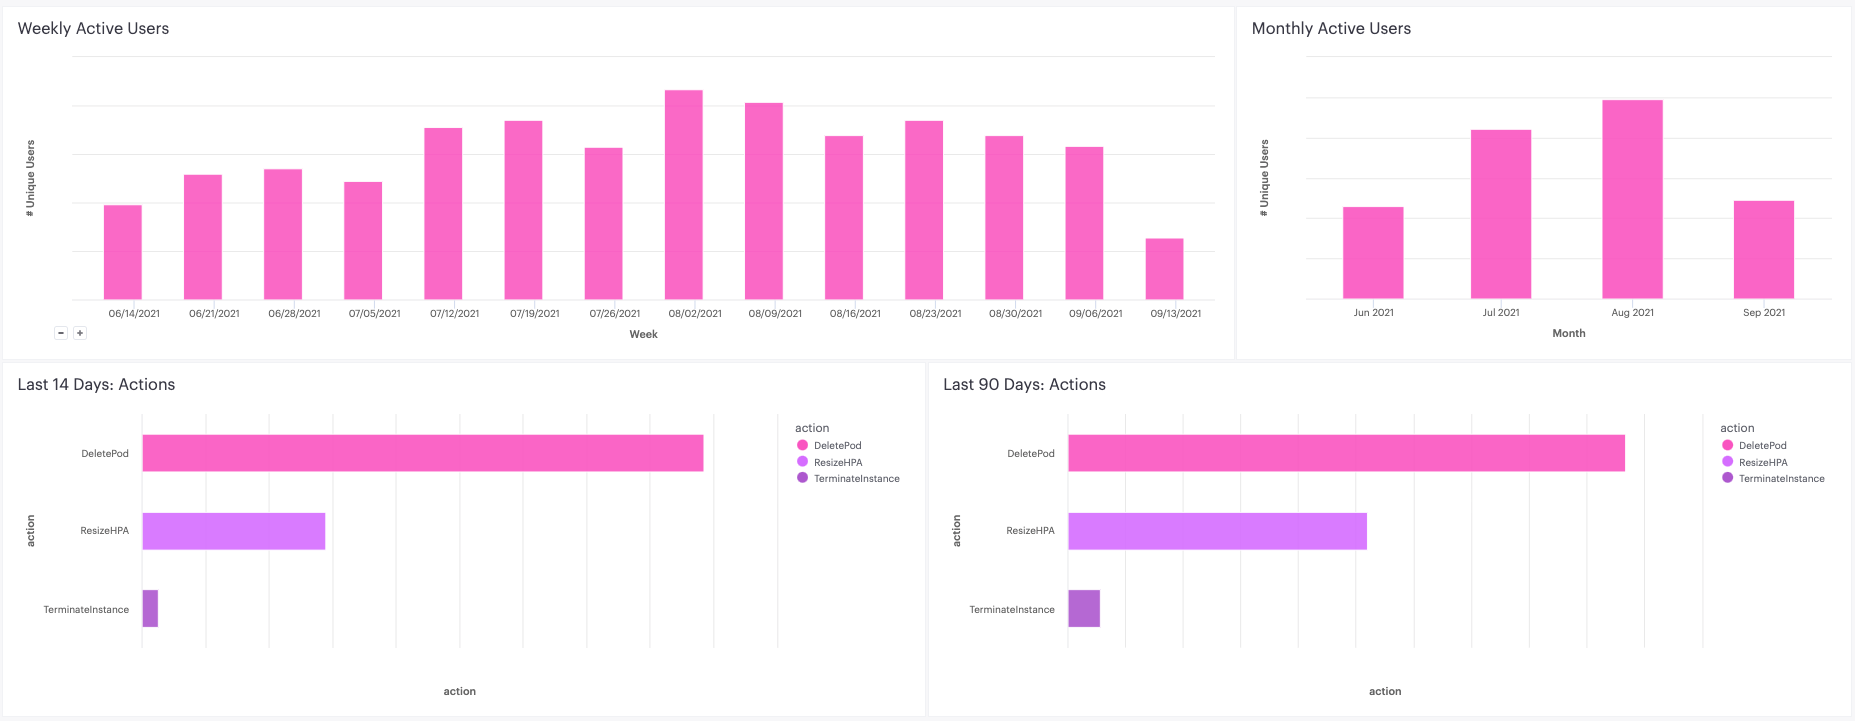 Weekly Active Users
# Unique Users
06/14/2021 06/21/2021 06/28/2021 07/05/2021 07/12/2021 07/19/2021 07/26/2021 08/02/2021 08/09/2021 08/16/2021 08/23/2021 08/30/2021 09/06/2021 09/13/2021
− +
Week
Monthly Active Users
# Unique Users
Jun 2021 Jul 2021 Aug 2021 Sep 2021
Month
Last 14 Days: Actions
action
DeletePod
ResizeHPA
TerminateInstance
action
action
DeletePod
ResizeHPA
TerminateInstance
Last 90 Days: Actions
action
DeletePod
ResizeHPA
TerminateInstance
action
action
DeletePod
ResizeHPA
TerminateInstance